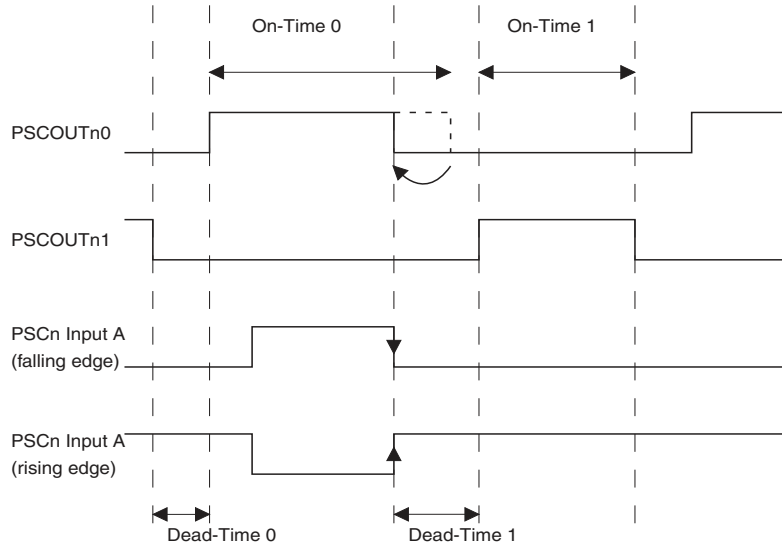 On-Time 0
On-Time 1
PSCOUTn0
PSCOUTn1
PSCn Input A
(falling edge)
PSCn Input A
(rising edge)
Dead-Time 0
Dead-Time 1